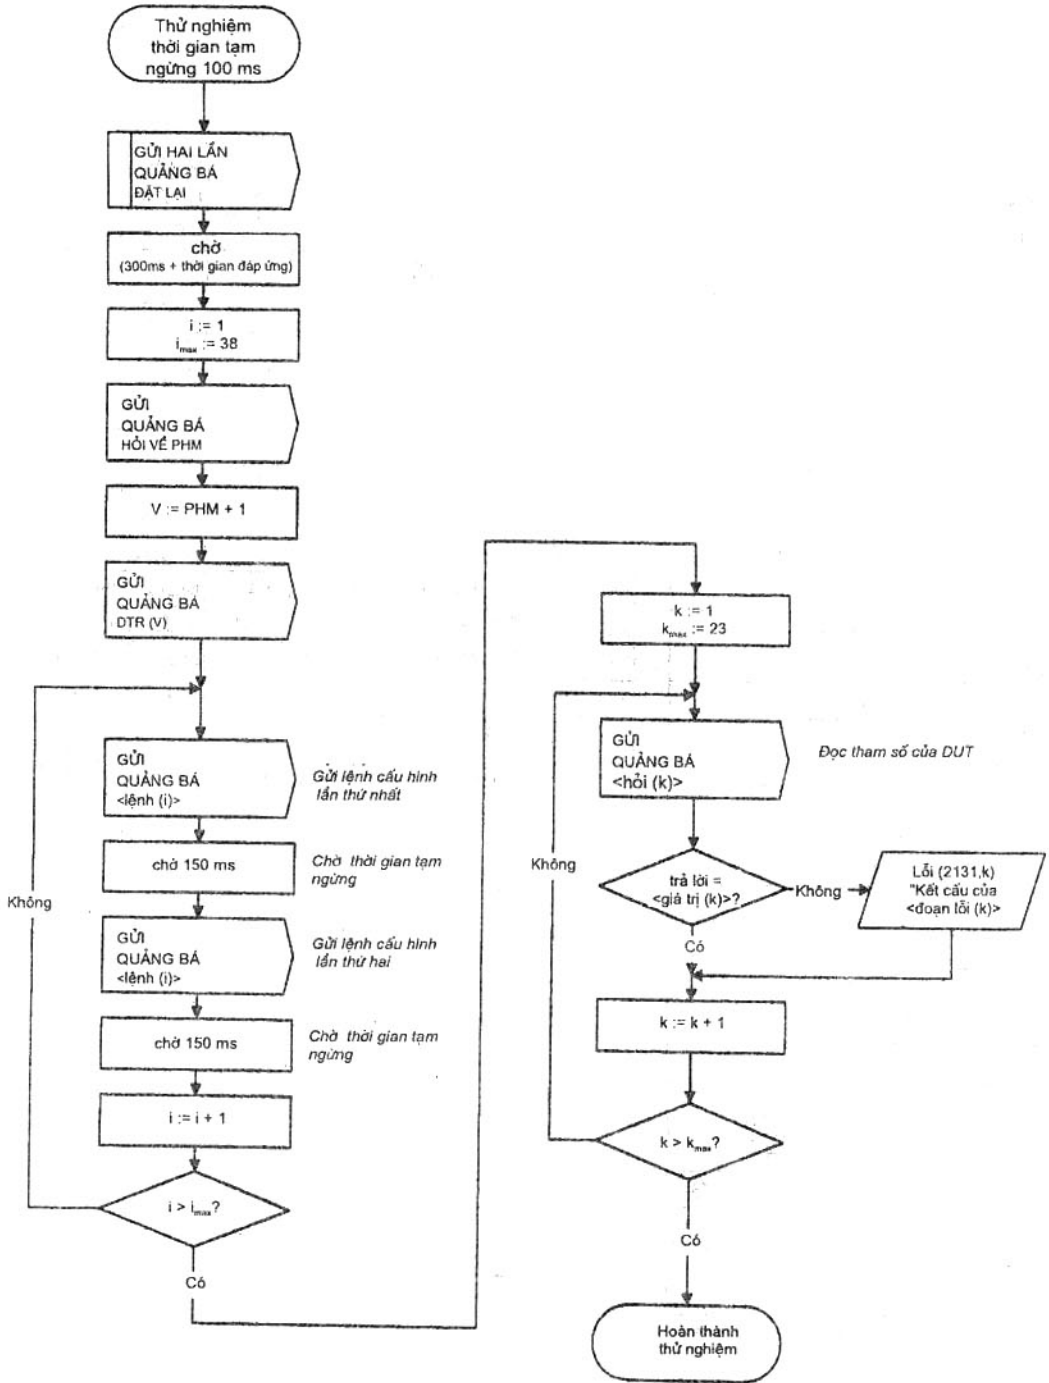 Thử nghiệm
thời gian tạm
ngừng 100 ms
GỬI HAI LẦN
QUẢNG BÁ
ĐẶT LẠI
chờ
(300ms + thời gian đáp ứng)
i := 1
imax := 38
GỬI
QUẢNG BÁ
HỎI VỀ PHM
V := PHM + 1
GỬI
QUẢNG BÁ
DTR (V)
GỬI
QUẢNG BÁ
<lệnh (i)>
Gửi lệnh cấu hình
lần thứ nhất
chờ 150 ms
Chờ thời gian tạm
ngừng
Không
GỬI
QUẢNG BÁ
<lệnh (i)>
Gửi lệnh cấu hình
lần thứ hai
chờ 150 ms
Chờ thời gian tạm
ngừng
i := i + 1
i > imax?
Có
k := 1
kmax := 23
GỬI
QUẢNG BÁ
<hỏi (k)>
Đọc tham số của DUT
Không
trả lời =
<giá trị (k)>?
Không
Lỗi (2131,k)
"Kết cấu của
<đoạn lỗi (k)>
Có
k := k + 1
k > kmax?
Có
Hoàn thành
thử nghiệm